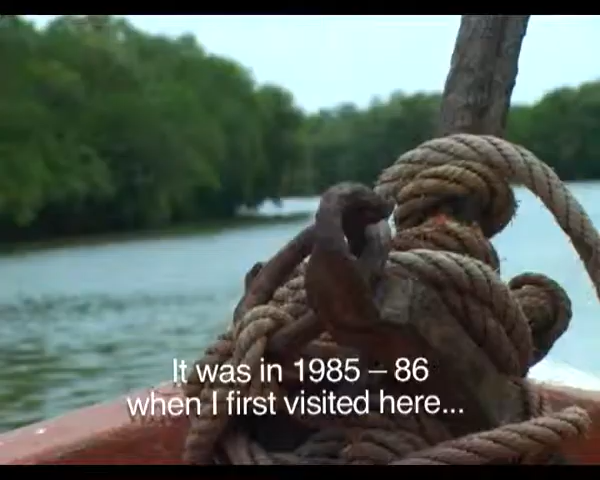 It was in 1985 – 86
when I first visited here...